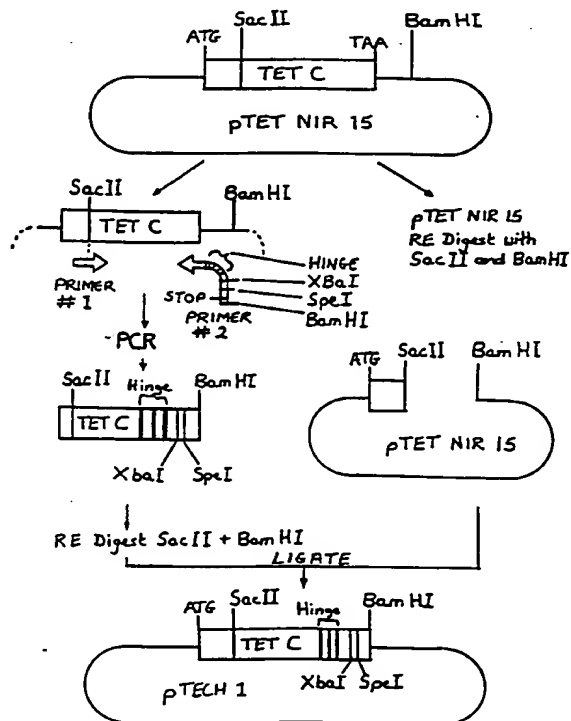 SacII
ATG
TAA
BamHI
TET C
pTET NIR 15
SacII
BamHI
TET C
pTET NIR 15
RE Digest with
SacII and BamHI
PRIMER
# 1
HINGE
XBaI
SpeI
STOP
BamHI
PRIMER
# 2
PCR
SacII
Hinge
BamHI
TET C
XbaI
SpeI
ATG
SacII
BamHI
pTET NIR 15
RE Digest SacII + BamHI
LIGATE
ATG
SacII
Hinge
BamHI
TET C
XbaI
SpeI
pTECH 1